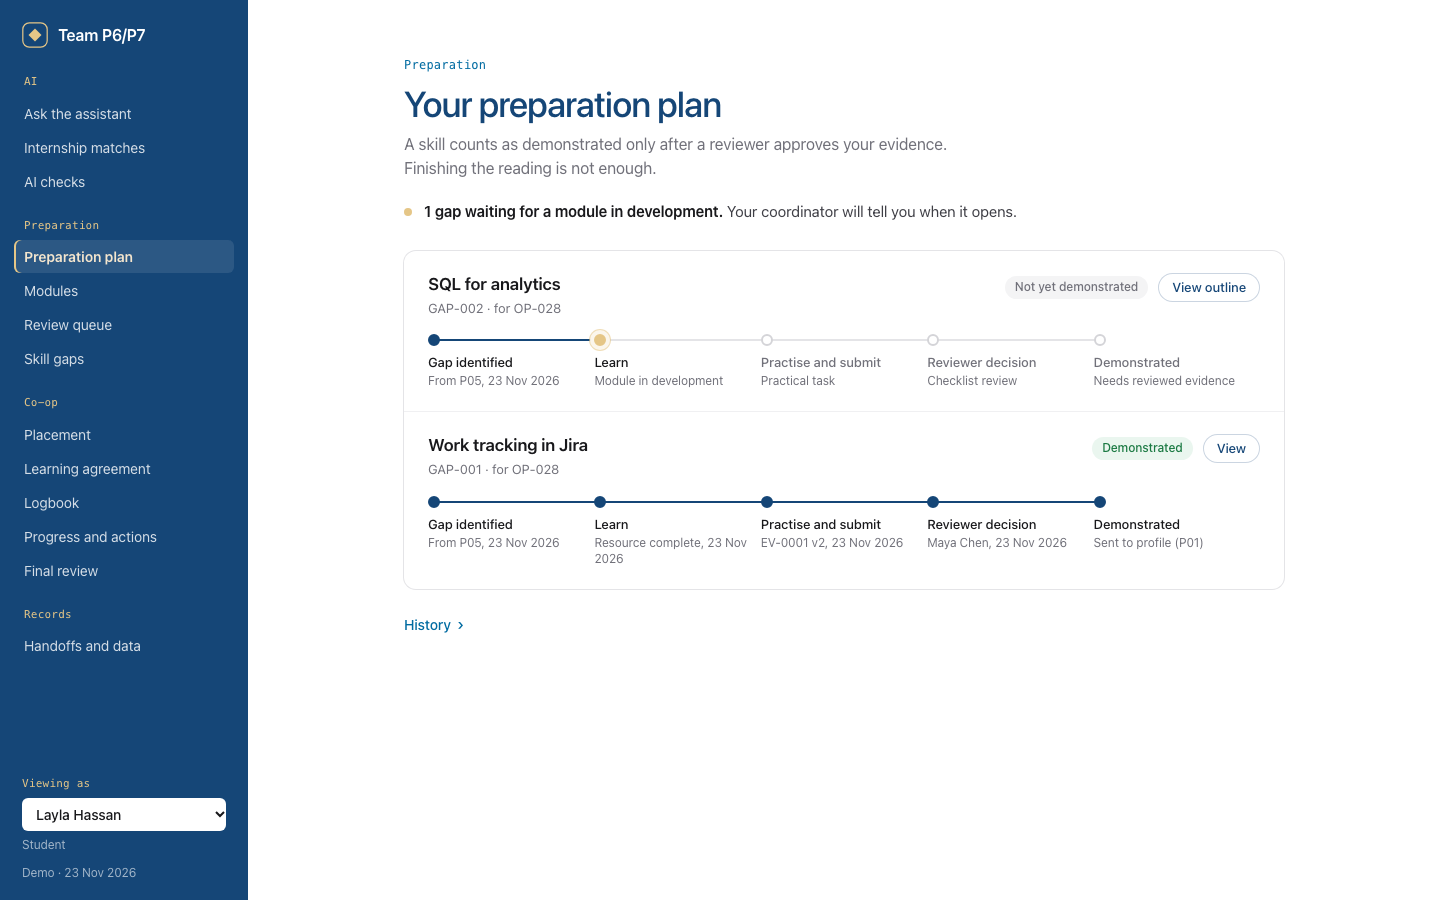 Team P6/P7
AI
Ask the assistant
Internship matches
AI checks
Preparation
Preparation plan
Modules
Review queue
Skill gaps
Co-op
Placement
Learning agreement
Logbook
Progress and actions
Final review
Records
Handoffs and data
Viewing as
Layla Hassan
Student
Demo · 23 Nov 2026
Preparation
Your preparation plan
A skill counts as demonstrated only after a reviewer approves your evidence.
Finishing the reading is not enough.
1 gap waiting for a module in development. Your coordinator will tell you when it opens.
SQL for analytics
Not yet demonstrated
View outline
GAP-002 · for OP-028
Gap identified
From P05, 23 Nov 2026
Learn
Module in development
Practise and submit
Practical task
Reviewer decision
Checklist review
Demonstrated
Needs reviewed evidence
Work tracking in Jira
Demonstrated
View
GAP-001 · for OP-028
Gap identified
From P05, 23 Nov 2026
Learn
Resource complete, 23 Nov
2026
Practise and submit
EV-0001 v2, 23 Nov 2026
Reviewer decision
Maya Chen, 23 Nov 2026
Demonstrated
Sent to profile (P01)
History ›